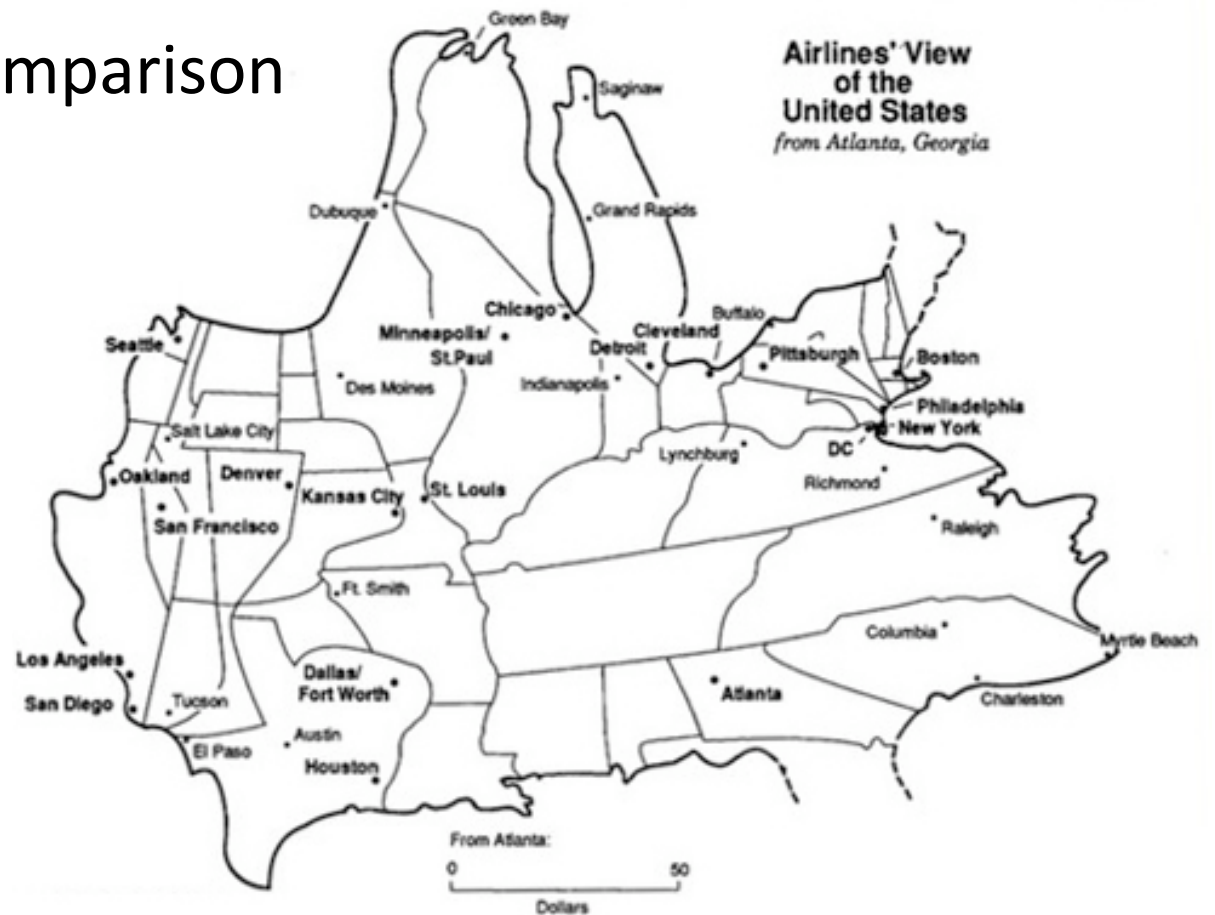 mparison
Airlines' View
of the
United States
from Atlanta, Georgia
Green Bay
Saginaw
Dubuque
Grand Rapids
Chicago
Buffalo
Minneapolis/
St.Paul
Cleveland
Seattle
Detroit
Pittsburgh
Boston
Des Moines
Indianapolis
Philadelphia
New York
Salt Lake City
DC
Lynchburg
Oakland
Denver
Kansas City
St. Louis
Richmond
San Francisco
Raleigh
Ft. Smith
Columbia
Myrtle Beach
Los Angeles
Dallas/
Fort Worth
Atlanta
San Diego
Tucson
Charleston
El Paso
Austin
Houston
From Atlanta:
0 50
Dollars